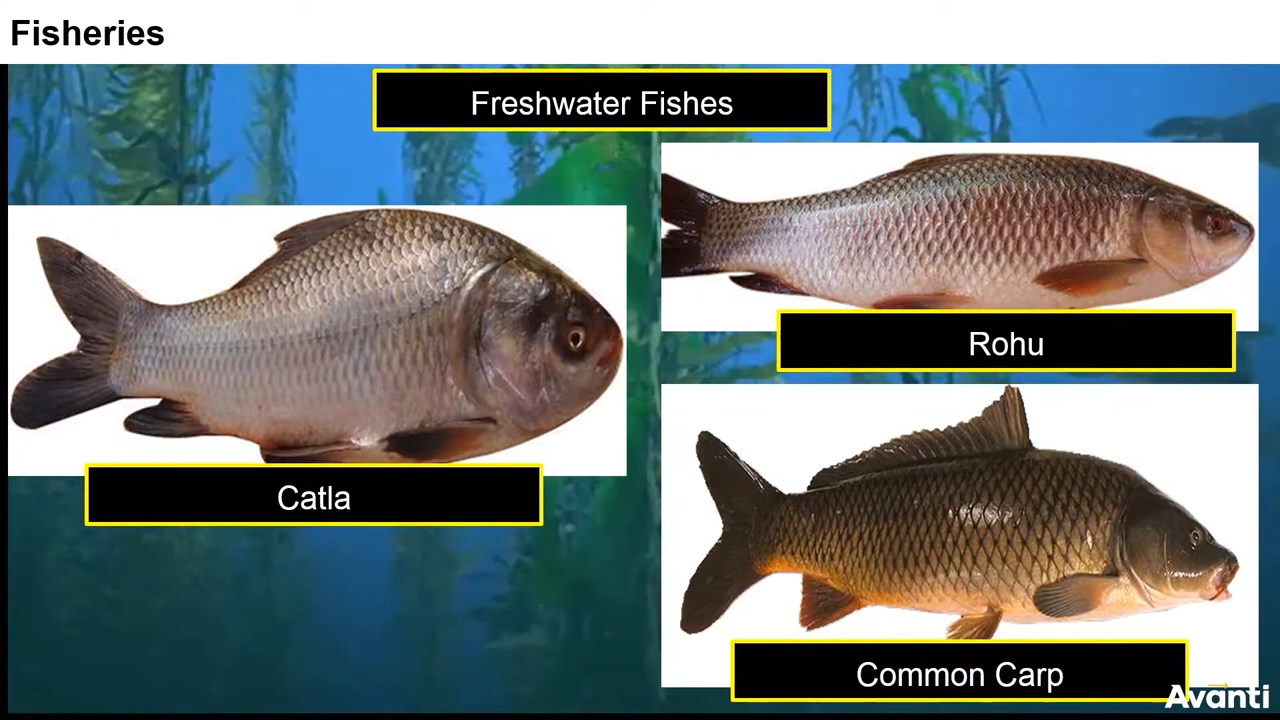 Fisheries
Freshwater Fishes
Rohu
Catla
Common Carp
Avanti